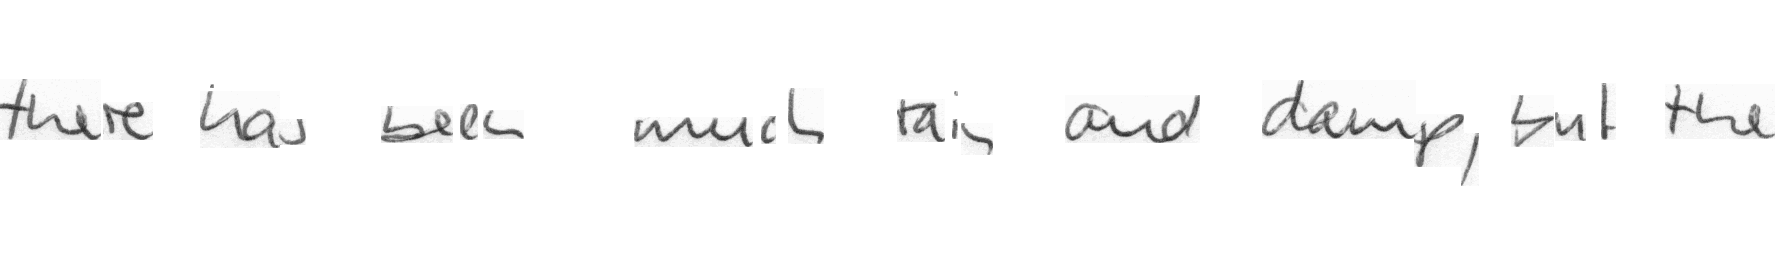 there has been much rain and damp, but the